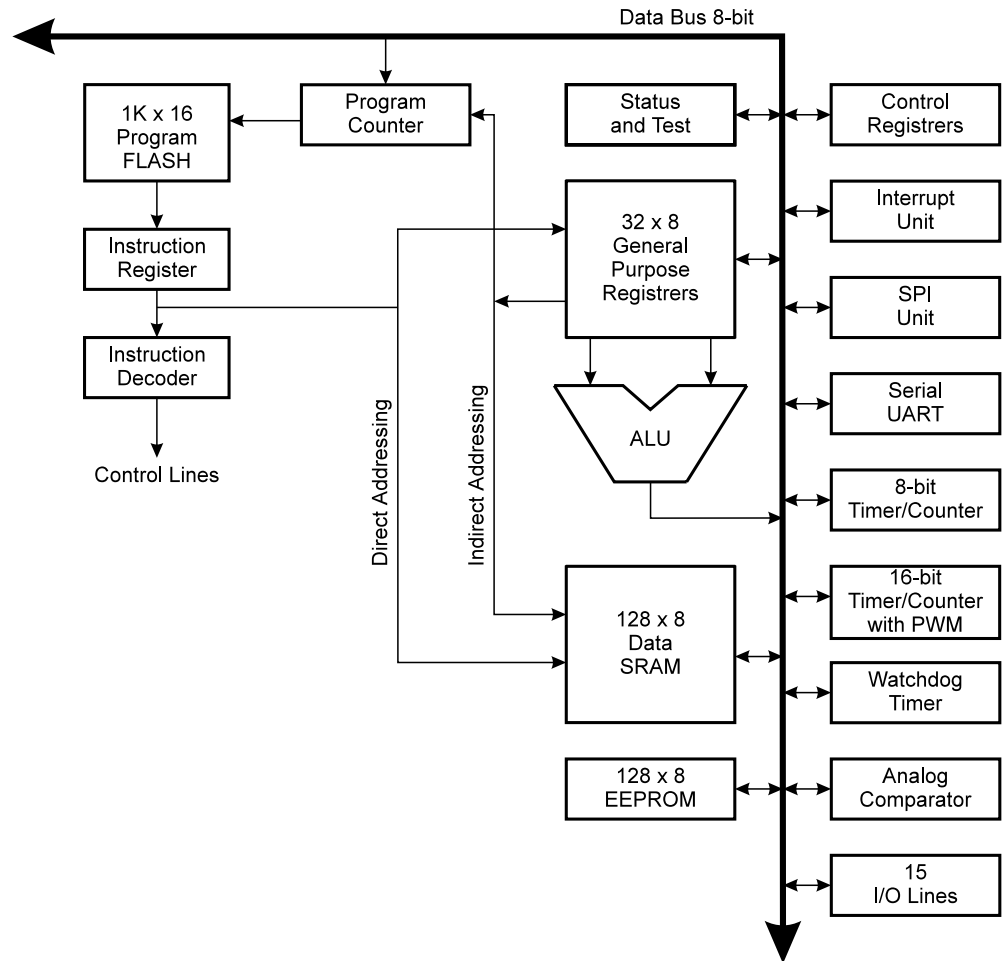 Data Bus 8-bit
1K x 16
Program
FLASH
Program
Counter
Status
and Test
Control
Registrers
Instruction
Register
32 x 8
General
Purpose
Registrers
Interrupt
Unit
SPI
Unit
Instruction
Decoder
Control Lines
Direct Addressing
Indirect Addressing
ALU
Serial
UART
8-bit
Timer/Counter
128 x 8
Data
SRAM
16-bit
Timer/Counter
with PWM
Watchdog
Timer
128 x 8
EEPROM
Analog
Comparator
15
I/O Lines